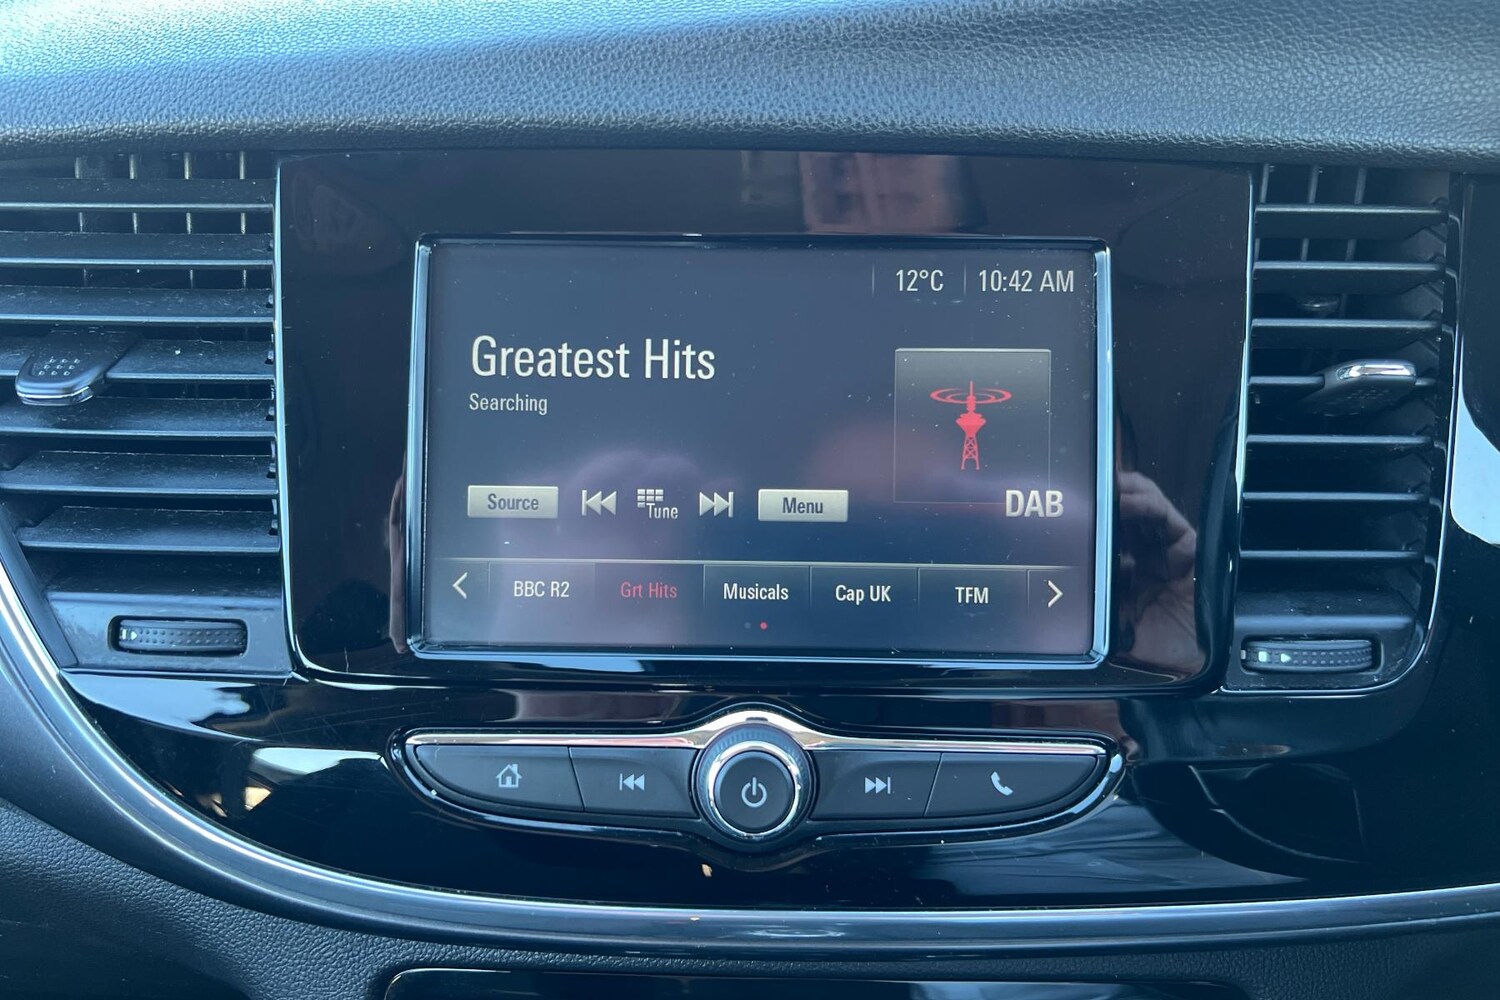 12°C 10:42 AM
Greatest Hits
Searching
Source Tune Menu
DAB
BBC R2 Grt Hits Musicals Cap UK TFM